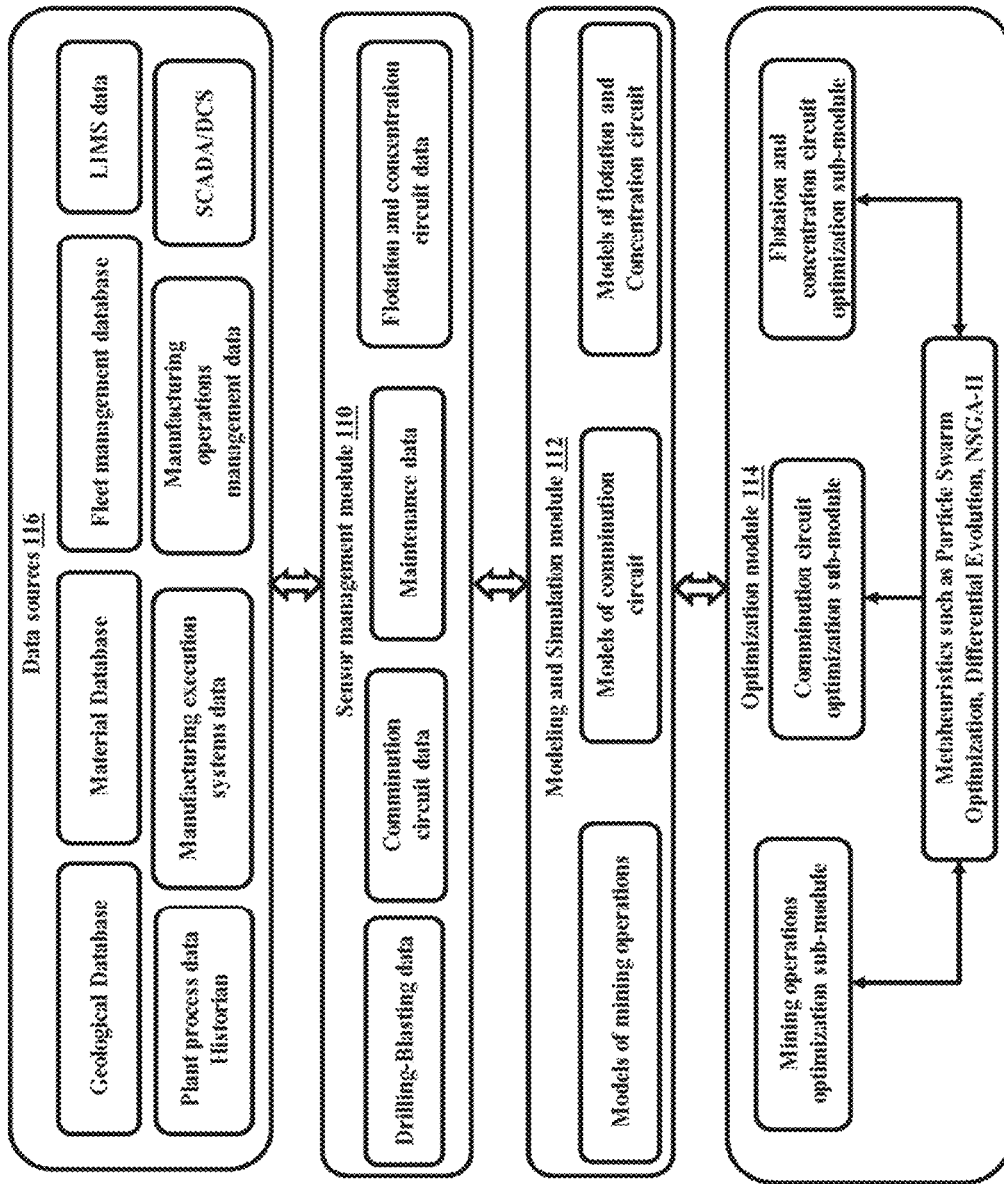 Data sources 116
Geological Database
Material Database
Fleet management database
LIMS data
Plant process data
Historian
Manufacturing execution
systems data
Manufacturing
operations
management data
SCADA/DCS
Sensor management module 110
Drilling-Blasting data
Comminution
circuit data
Maintenance data
Flotation and concentration
circuit data
Modeling and Simulation module 112
Models of mining operations
Models of comminution
circuit
Models of flotation and
Concentration circuit
Optimization module 114
Mining operations
optimization sub-module
Comminution circuit
optimization sub-module
Flotation and
concentration circuit
optimization sub-module
Metaheuristics such as Particle Swarm
Optimization, Differential Evolution, NSGA-II